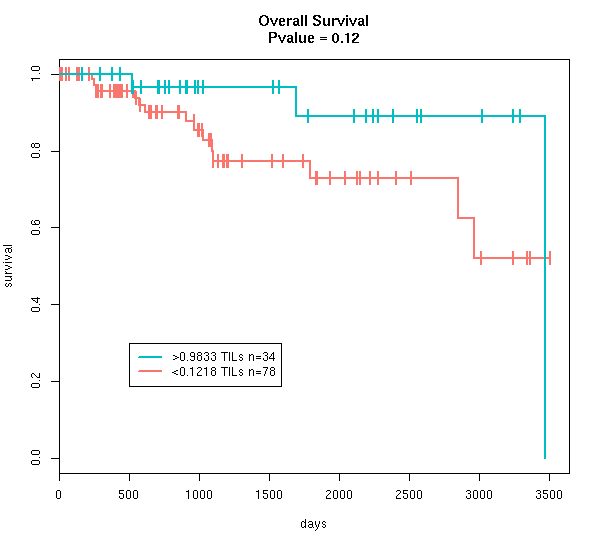 Overall Survival
Pvalue = 0.12
1.0
0.8
0.6
0.4
0.2
0.0
survival
>0.9833 TILs n=34
<0.1218 TILs n=78
0 500 1000 1500 2000 2500 3000 3500
days